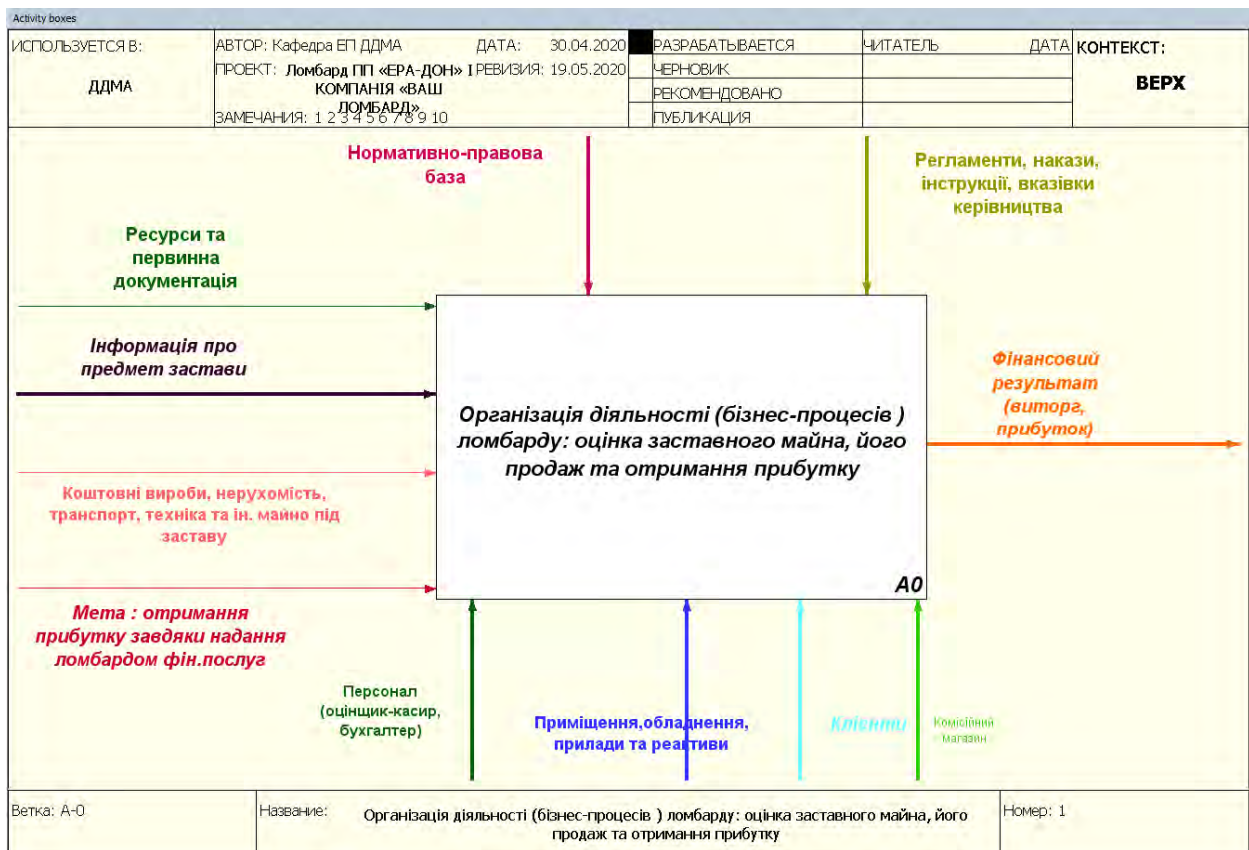 Activity boxes
ИСПОЛЬЗУЕТСЯ В:
ДДМА
АВТОР: Кафедра ЕП ДДМА
ДАТА: 30.04.2020
ПРОЕКТ: Ломбард ПП «ЕРА-ДОН» І
КОМПАНІЯ «ВАШ
ЛОМБАРД»
РЕВИЗИЯ: 19.05.2020
ЗАМЕЧАНИЯ: 1 2 3 4 5 6 7 8 9 10
РАЗРАБАТЫВАЕТСЯ
ЧЕРНОВИК
РЕКОМЕНДОВАНО
ПУБЛИКАЦИЯ
ЧИТАТЕЛЬ
ДАТА
КОНТЕКСТ:
ВЕРХ
Нормативно-правова
база
Регламенти, накази,
інструкції, вказівки
керівництва
Ресурси та
первинна
документація
Інформація про
предмет застави
Коштовні вироби, нерухомість,
транспорт, техніка та ін. майно під
заставу
Мета : отримання
прибутку завдяки надання
ломбардом фін.послуг
Організація діяльності (бізнес-процесів )
ломбарду: оцінка заставного майна, його
продаж та отримання прибутку
A0
Фінансовий
результат
(виторг,
прибуток)
Персонал
(оцінщик-касир,
бухгалтер)
Приміщення,обладнення,
прилади та реактиви
Клієнти
Комісійний
магазин
Ветка: A-0
Название:
Організація діяльності (бізнес-процесів ) ломбарду: оцінка заставного майна, його
продаж та отримання прибутку
Номер: 1